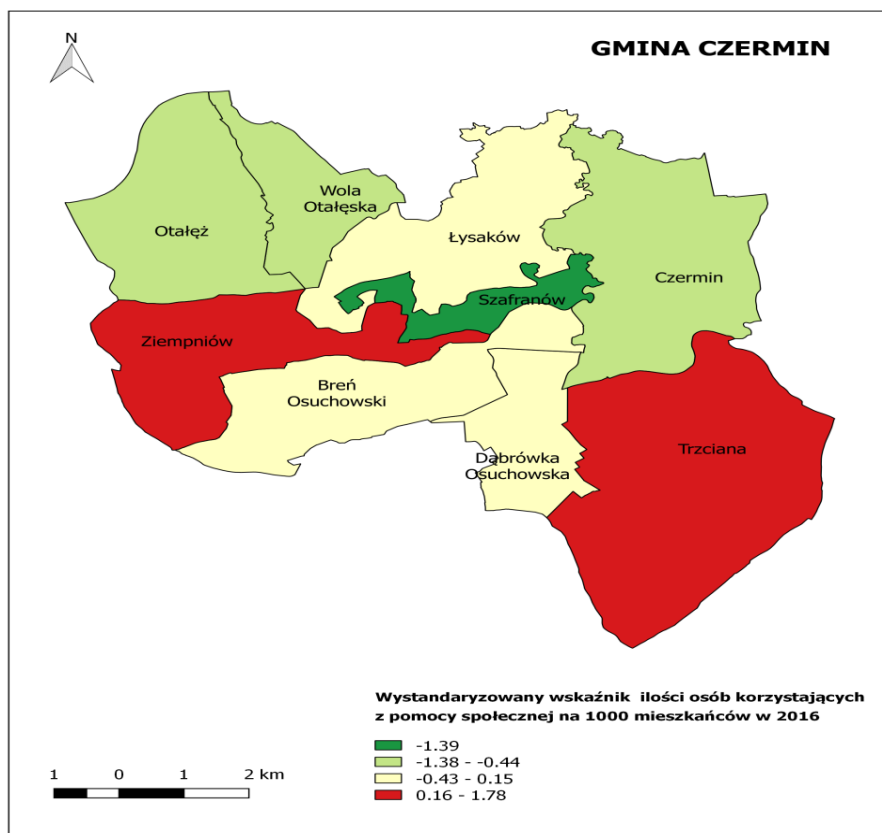 N
GMINA CZERMIN
Wola
Otałęska
Otałęż
Łysaków
Czermin
Szafranów
Ziempniów
Breń
Osuchowski
Trzciana
Dąbrówka
Osuchowska
Wystandaryzowany wskaźnik ilości osób korzystających
z pomocy społecznej na 1000 mieszkańców w 2016
-1.39
-1.38 - -0.44
-0.43 - 0.15
0.16 - 1.78
1 0 1 2 km